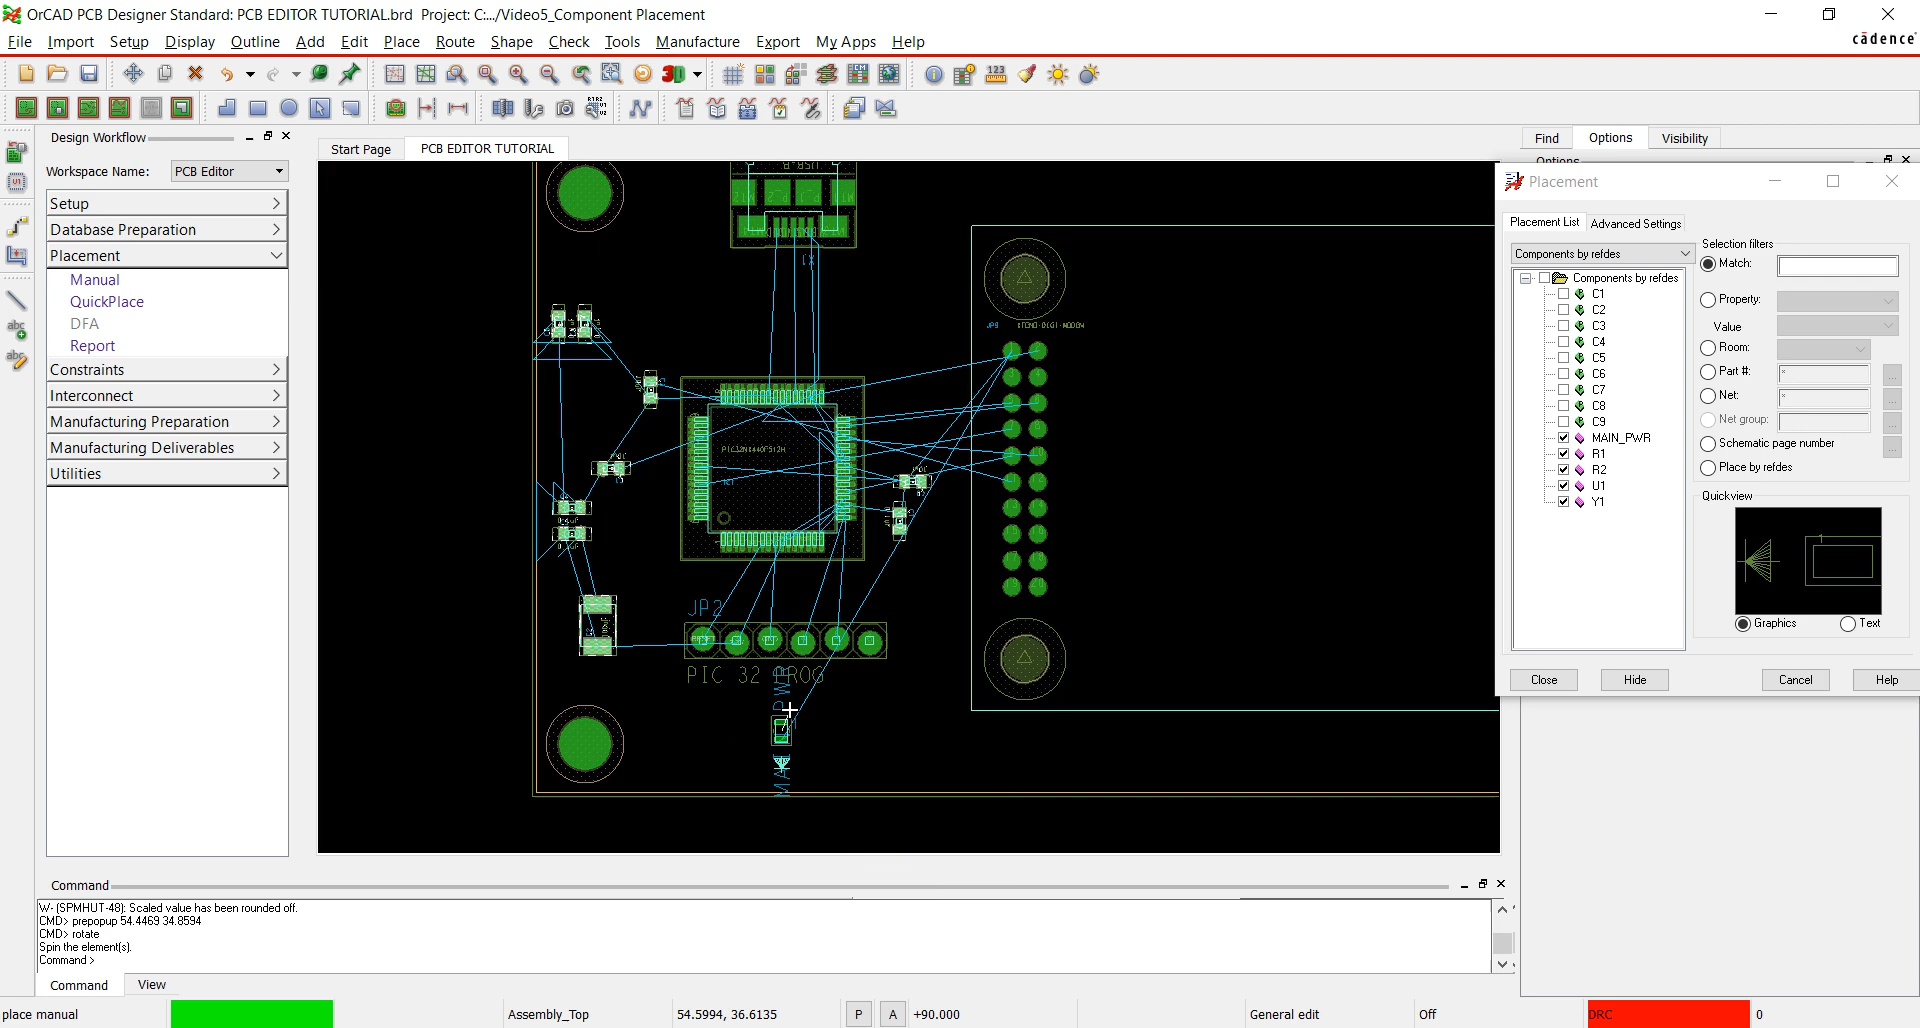 OrCAD PCB Designer Standard: PCB EDITOR TUTORIAL.brd  Project: C:.../Video5_Component Placement
File Import Setup Display Outline Add Edit Place Route Shape Check Tools Manufacture Export My Apps Help
cādence
Design Workflow
Workspace Name: PCB Editor
Setup
Database Preparation
Placement
Manual
QuickPlace
DFA
Report
Constraints
Interconnect
Manufacturing Preparation
Manufacturing Deliverables
Utilities
Start Page
PCB EDITOR TUTORIAL
JP2
PIC 32 PROG
Find
Options
Visibility
Options
Placement
Placement List
Advanced Settings
Components by refdes
Components by refdes
C1
C2
C3
C4
C5
C6
C7
C8
C9
MAIN_PWR
R1
R2
U1
Y1
Selection filters
Match:
Property:
Value
Room:
Part #: *
Net: *
Net group:
Schematic page number
Place by refdes
Quickview
Graphics
Text
Close
Hide
Cancel
Help
Command
W- (SPMHUT-48): Scaled value has been rounded off.
CMD> prepopup 54.4469 34.8594
CMD> rotate
Spin the element(s).
Command >
Command
View
place manual
Assembly_Top
54.5994, 36.6135
P
A
+90.000
General edit
Off
DRC
0